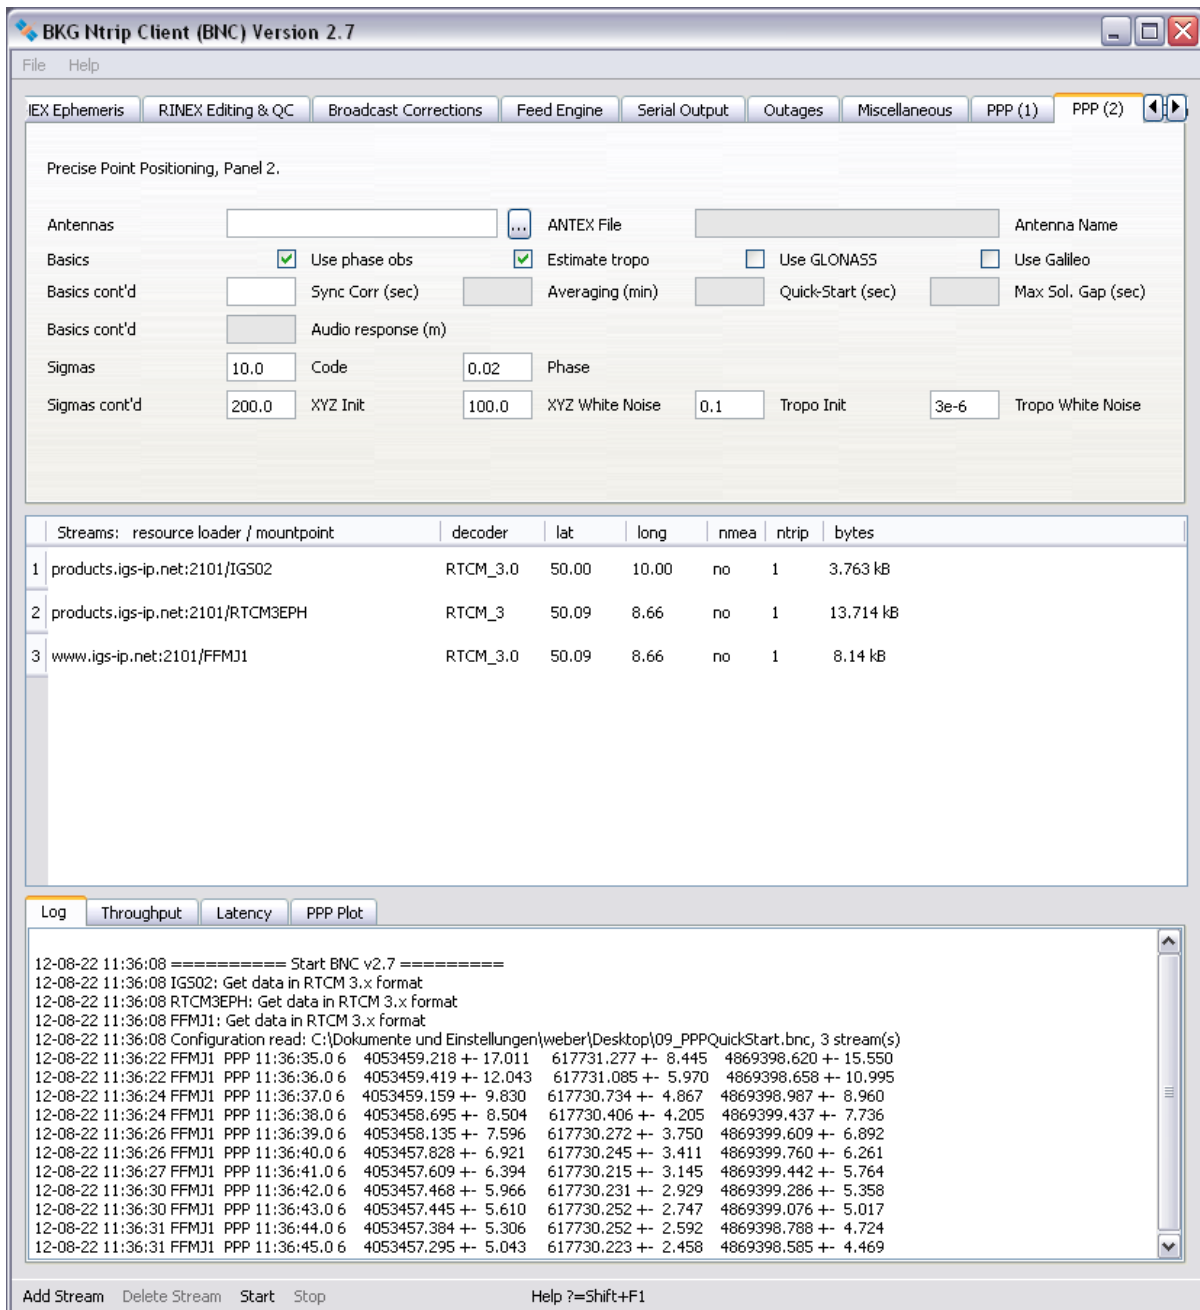 BKG Ntrip Client (BNC) Version 2.7
File Help
IEX Ephemeris RINEX Editing & QC Broadcast Corrections Feed Engine Serial Output Outages Miscellaneous PPP (1) PPP (2)
Precise Point Positioning, Panel 2.
Antennas ... ANTEX File Antenna Name
Basics Use phase obs Estimate tropo Use GLONASS Use Galileo
Basics cont'd Sync Corr (sec) Averaging (min) Quick-Start (sec) Max Sol. Gap (sec)
Basics cont'd Audio response (m)
Sigmas 10.0 Code 0.02 Phase
Sigmas cont'd 200.0 XYZ Init 100.0 XYZ White Noise 0.1 Tropo Init 3e-6 Tropo White Noise
Streams: resource loader / mountpoint decoder lat long nmea ntrip bytes
1 products.igs-ip.net:2101/IGS02 RTCM_3.0 50.00 10.00 no 1 3.763 kB
2 products.igs-ip.net:2101/RTCM3EPH RTCM_3 50.09 8.66 no 1 13.714 kB
3 www.igs-ip.net:2101/FFMJ1 RTCM_3.0 50.09 8.66 no 1 8.14 kB
Log Throughput Latency PPP Plot
12-08-22 11:36:08 ========== Start BNC v2.7 =========
12-08-22 11:36:08 IGS02: Get data in RTCM 3.x format
12-08-22 11:36:08 RTCM3EPH: Get data in RTCM 3.x format
12-08-22 11:36:08 FFMJ1: Get data in RTCM 3.x format
12-08-22 11:36:08 Configuration read: C:\Dokumente und Einstellungen\weber\Desktop\09_PPPQuickStart.bnc, 3 stream(s)
12-08-22 11:36:22 FFMJ1 PPP 11:36:35.0 6 4053459.218 +- 17.011 617731.277 +- 8.445 4869398.620 +- 15.550
12-08-22 11:36:22 FFMJ1 PPP 11:36:36.0 6 4053459.419 +- 12.043 617731.085 +- 5.970 4869398.658 +- 10.995
12-08-22 11:36:24 FFMJ1 PPP 11:36:37.0 6 4053459.159 +- 9.830 617730.734 +- 4.867 4869398.987 +- 8.960
12-08-22 11:36:24 FFMJ1 PPP 11:36:38.0 6 4053458.695 +- 8.504 617730.406 +- 4.205 4869399.437 +- 7.736
12-08-22 11:36:26 FFMJ1 PPP 11:36:39.0 6 4053458.135 +- 7.596 617730.272 +- 3.750 4869399.609 +- 6.892
12-08-22 11:36:26 FFMJ1 PPP 11:36:40.0 6 4053457.828 +- 6.921 617730.245 +- 3.411 4869399.760 +- 6.261
12-08-22 11:36:27 FFMJ1 PPP 11:36:41.0 6 4053457.609 +- 6.394 617730.215 +- 3.145 4869399.442 +- 5.764
12-08-22 11:36:30 FFMJ1 PPP 11:36:42.0 6 4053457.468 +- 5.966 617730.231 +- 2.929 4869399.286 +- 5.358
12-08-22 11:36:30 FFMJ1 PPP 11:36:43.0 6 4053457.445 +- 5.610 617730.252 +- 2.747 4869399.076 +- 5.017
12-08-22 11:36:31 FFMJ1 PPP 11:36:44.0 6 4053457.384 +- 5.306 617730.252 +- 2.592 4869398.788 +- 4.724
12-08-22 11:36:31 FFMJ1 PPP 11:36:45.0 6 4053457.295 +- 5.043 617730.223 +- 2.458 4869398.585 +- 4.469
Add Stream Delete Stream Start Stop Help ?=Shift+F1